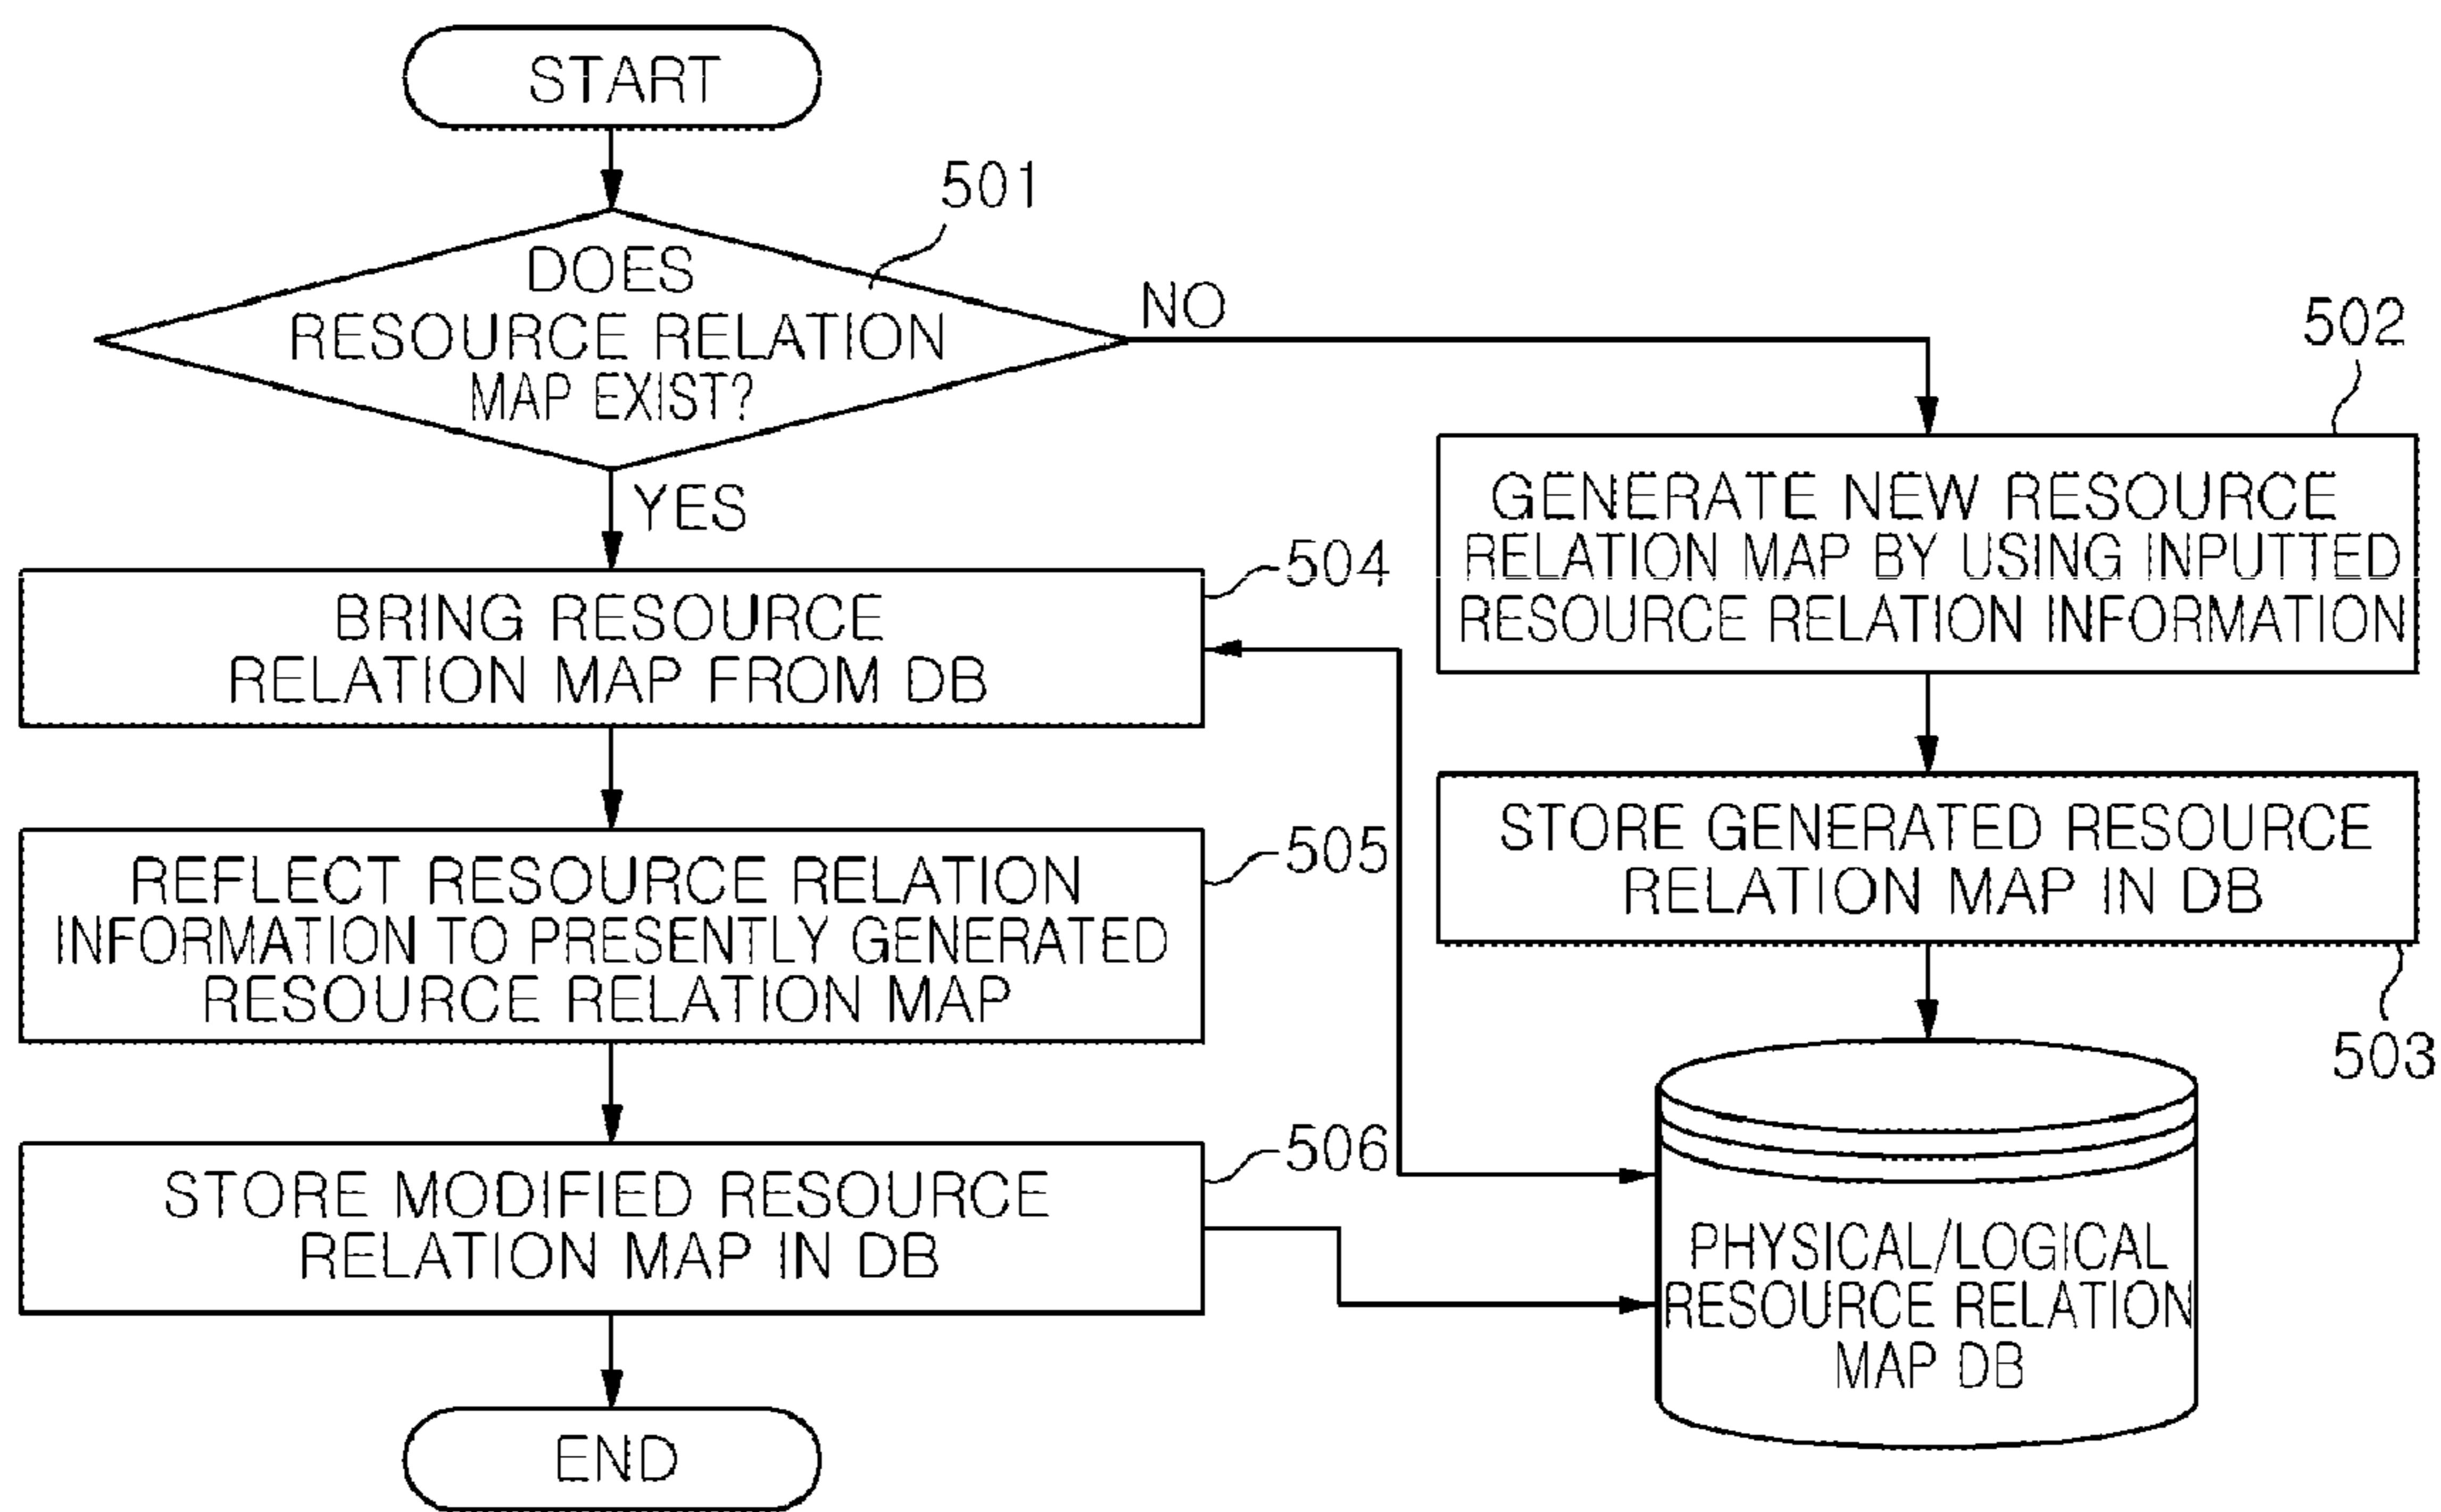 START
501
DOES
RESOURCE RELATION
MAP EXIST?
NO
YES
502
GENERATE NEW RESOURCE
RELATION MAP BY USING INPUTTED
RESOURCE RELATION INFORMATION
504
BRING RESOURCE
RELATION MAP FROM DB
STORE GENERATED RESOURCE
RELATION MAP IN DB
503
505
REFLECT RESOURCE RELATION
INFORMATION TO PRESENTLY GENERATED
RESOURCE RELATION MAP
506
STORE MODIFIED RESOURCE
RELATION MAP IN DB
PHYSICAL/LOGICAL
RESOURCE RELATION
MAP DB
END